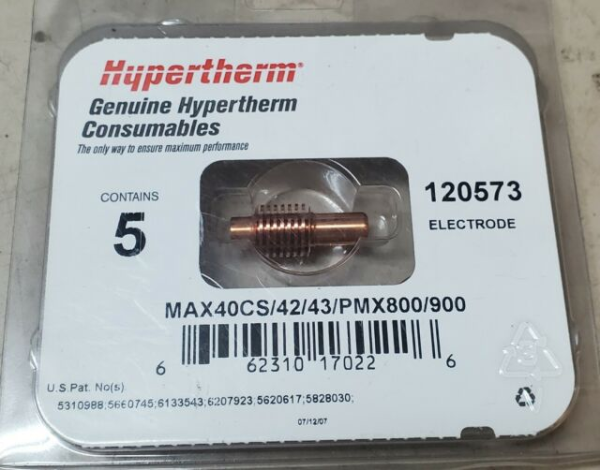 Hypertherm®
Genuine Hypertherm
Consumables
The only way to ensure maximum performance
CONTAINS
5
120573
ELECTRODE
MAX40CS/42/43/PMX800/900
6 62310 17022 6
U.S Pat. No(s)
5310988;5660745;6133543;6207923;5620617;5828030;
07/12/07